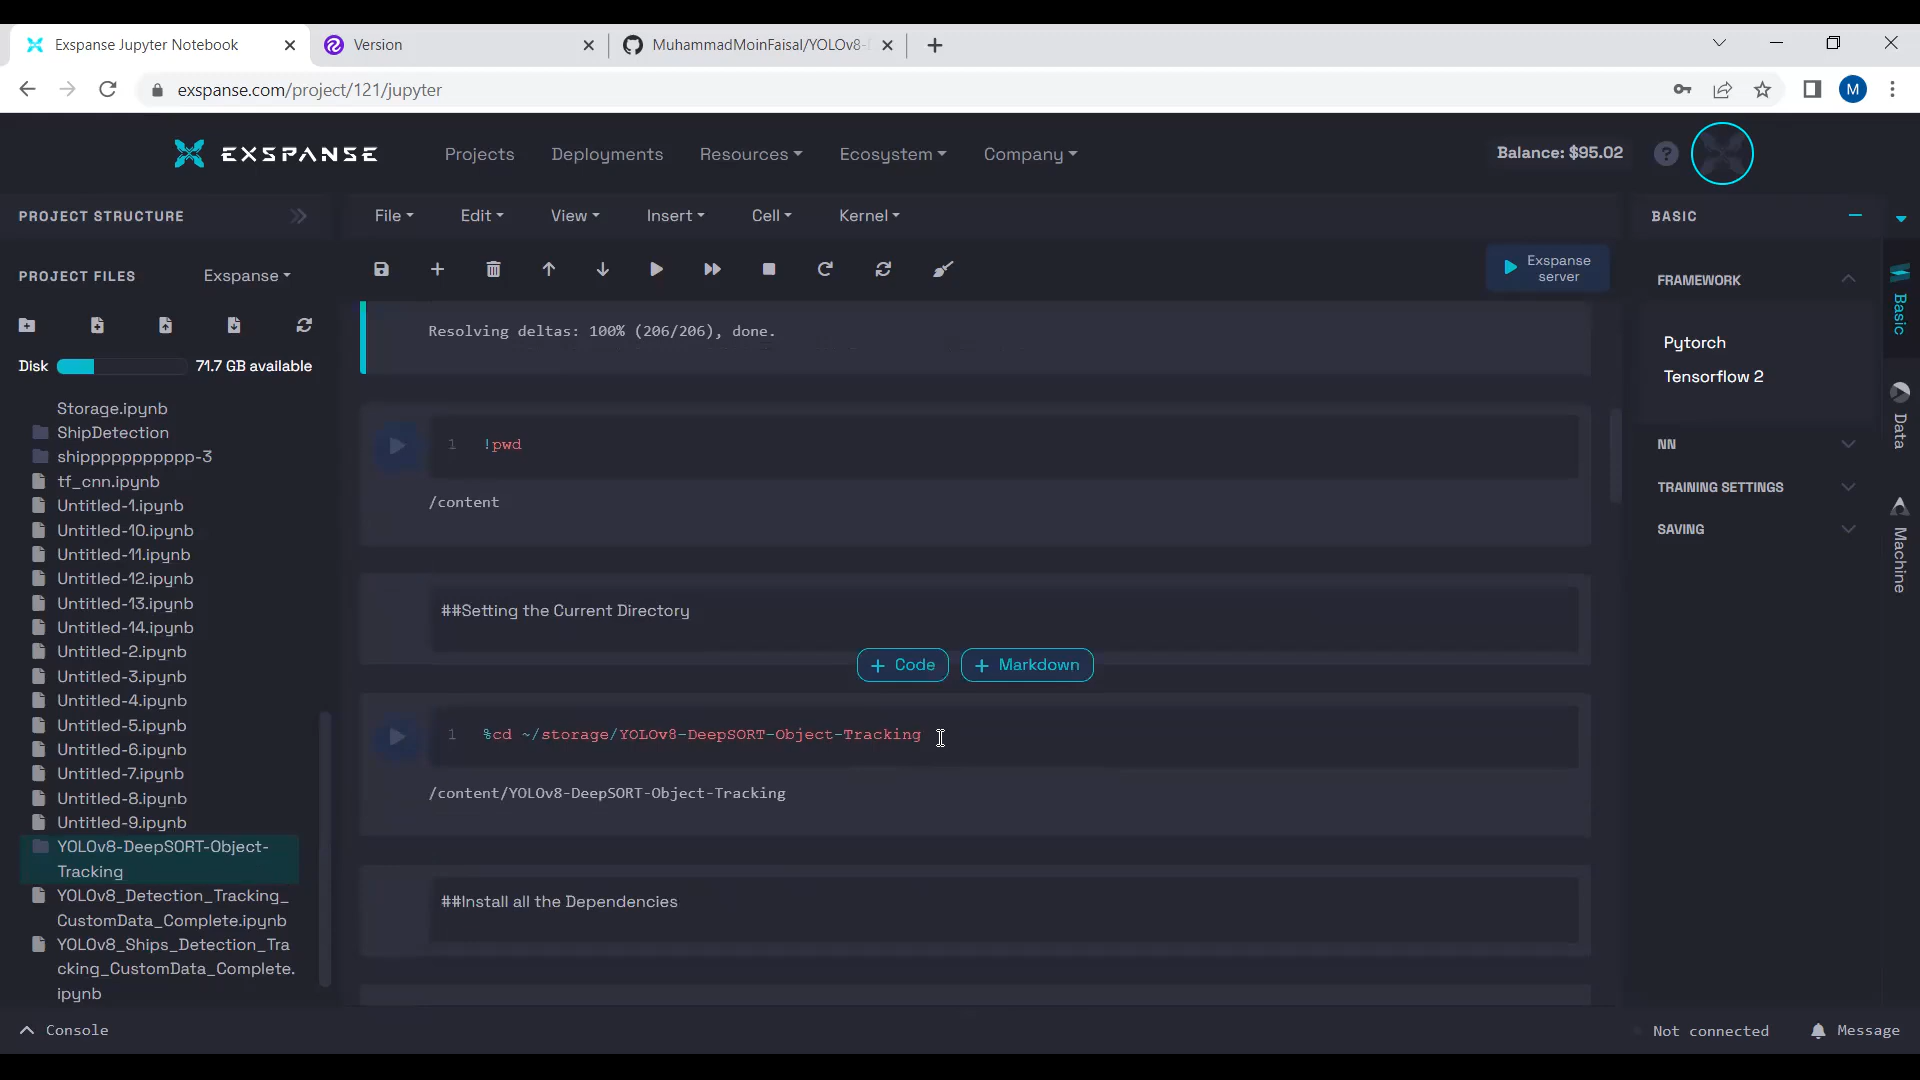 Exspanse Jupyter Notebook
Version
MuhammadMoinFaisal/YOLOv8-D
exspanse.com/project/121/jupyter
M
EXSPANSE
Projects
Deployments
Resources
Ecosystem
Company
Balance: $95.02
?
PROJECT STRUCTURE
File
Edit
View
Insert
Cell
Kernel
BASIC
PROJECT FILES
Exspanse
Exspanse
server
FRAMEWORK
Pytorch
Tensorflow 2
NN
TRAINING SETTINGS
SAVING
Basic
Data
Machine
Disk
71.7 GB available
Storage.ipynb
ShipDetection
shipppppppppp-3
tf_cnn.ipynb
Untitled-1.ipynb
Untitled-10.ipynb
Untitled-11.ipynb
Untitled-12.ipynb
Untitled-13.ipynb
Untitled-14.ipynb
Untitled-2.ipynb
Untitled-3.ipynb
Untitled-4.ipynb
Untitled-5.ipynb
Untitled-6.ipynb
Untitled-7.ipynb
Untitled-8.ipynb
Untitled-9.ipynb
YOLOv8-DeepSORT-Object-
Tracking
YOLOv8_Detection_Tracking_
CustomData_Complete.ipynb
YOLOv8_Ships_Detection_Tra
cking_CustomData_Complete.
ipynb
Resolving deltas: 100% (206/206), done.
1 !pwd
/content
##Setting the Current Directory
+ Code
+ Markdown
1 %cd ~/storage/YOLOv8-DeepSORT-Object-Tracking
/content/YOLOv8-DeepSORT-Object-Tracking
##Install all the Dependencies
Console
Not connected
Message